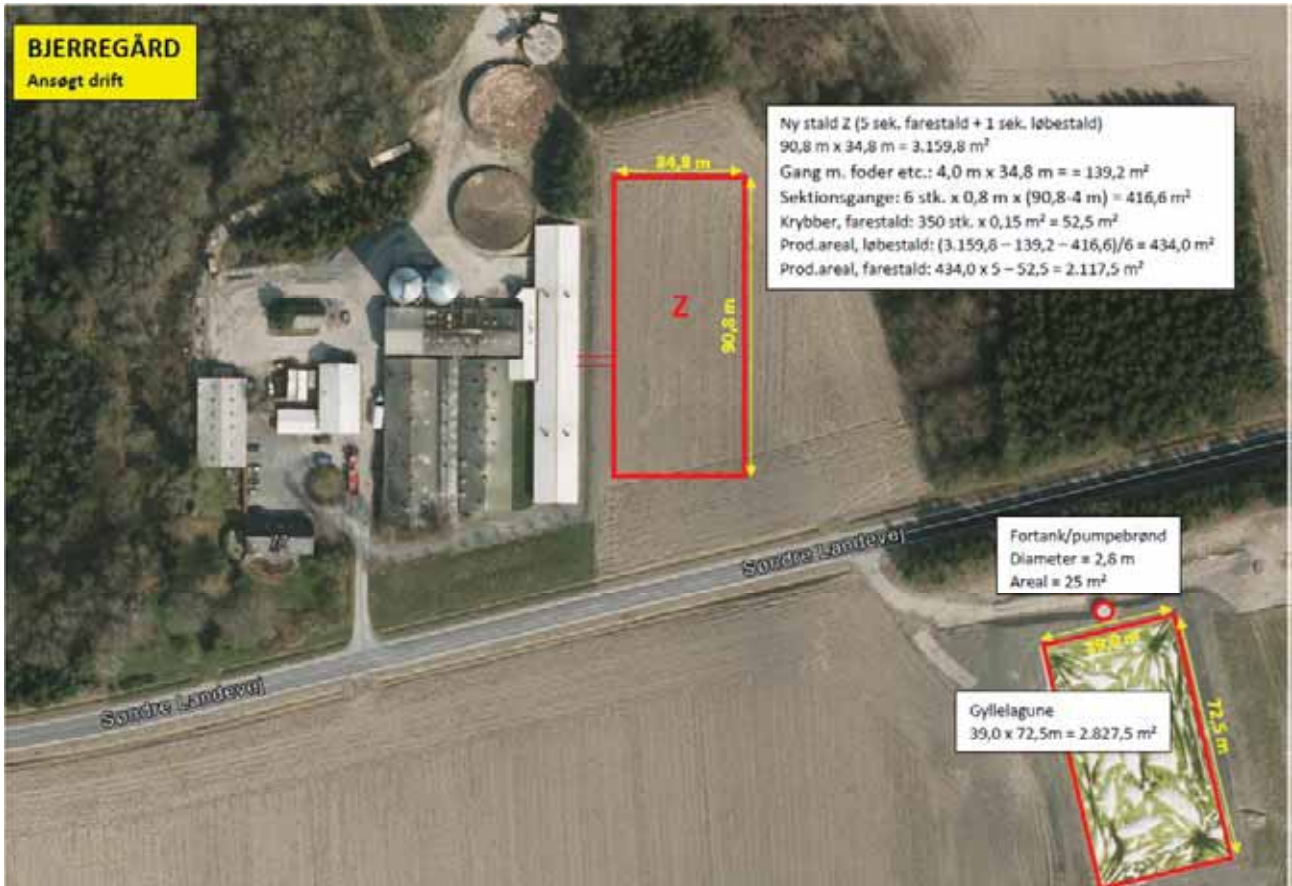 BJERREGÅRD
Ansøgt drift
Ny stald Z (5 sek. farestald + 1 sek. løbestald)
90,8 m x 34,8 m = 3.159,8 m²
Gang m. foder etc.: 4,0 m x 34,8 m = = 139,2 m²
Sektionsgange: 6 stk. x 0,8 m x (90,8-4 m) = 416,6 m²
Krybber, farestald: 350 stk. x 0,15 m² = 52,5 m²
Prod.areal, løbestald: (3.159,8 – 139,2 – 416,6)/6 = 434,0 m²
Prod.areal, farestald: 434,0 x 5 – 52,5 = 2.117,5 m²
34,8 m
Z
90,8 m
Søndre Landevej
Fortank/pumpebrønd
Diameter = 2,8 m
Areal = 25 m²
39,0 m
72,5 m
Gyllelagune
39,0 x 72,5m = 2.827,5 m²
Søndre Landevej